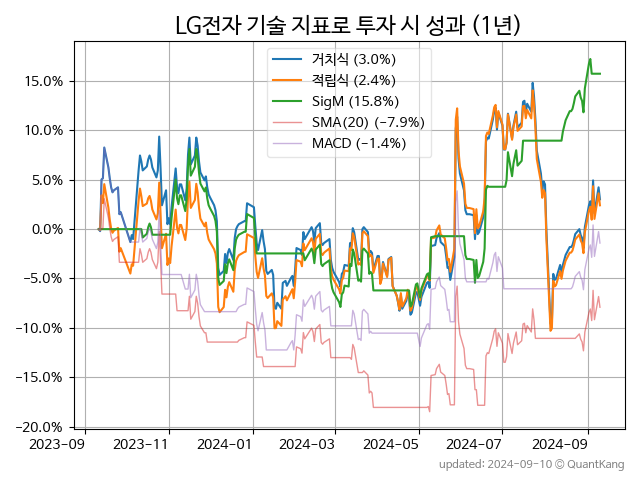 LG전자 기술 지표로 투자 시 성과 (1년)
거치식 (3.0%)
적립식 (2.4%)
SigM (15.8%)
SMA(20) (−7.9%)
MACD (−1.4%)
15.0%
10.0%
5.0%
0.0%
−5.0%
−10.0%
−15.0%
−20.0%
2023-09 2023-11 2024-01 2024-03 2024-05 2024-07 2024-09
updated: 2024-09-10 ⓒ QuantKang